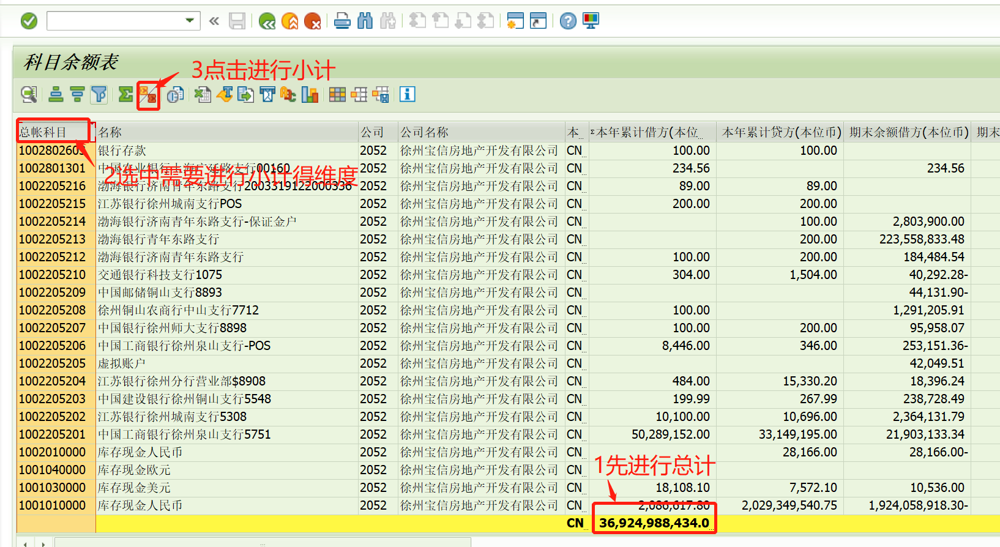 科目余额表
3点击进行小计
总帐科目 名称 公司 公司名称 本.. Σ本年累计借方(本位... 本年累计贷方(本位币) 期末余额借方(本位币) 期末
1002802605 银行存款 2052 徐州宝信房地产开发有限公司 CN.. 100.00 100.00
1002801301 中国农业银行上海广延路支行00160 2052 徐州宝信房地产开发有限公司 CN.. 234.56 234.56
2选中需要进行小计得维度
1002205216 渤海银行济南青年东路支行2003319122000336 2052 徐州宝信房地产开发有限公司 CN.. 89.00 89.00
1002205215 江苏银行徐州城南支行POS 2052 徐州宝信房地产开发有限公司 CN.. 200.00 200.00
1002205214 渤海银行济南青年东路支行-保证金户 2052 徐州宝信房地产开发有限公司 CN.. 100.00 2,803,900.00
1002205213 渤海银行青年东路支行 2052 徐州宝信房地产开发有限公司 CN.. 200.00 223,558,833.48
1002205212 渤海银行济南青年东路支行 2052 徐州宝信房地产开发有限公司 CN.. 100.00 200.00 184,484.54
1002205210 交通银行科技支行1075 2052 徐州宝信房地产开发有限公司 CN.. 304.00 1,504.00 40,292.28-
1002205209 中国邮储铜山支行8893 2052 徐州宝信房地产开发有限公司 CN.. 44,131.90-
1002205208 徐州铜山农商行中山支行7712 2052 徐州宝信房地产开发有限公司 CN.. 100.00 1,291,205.91
1002205207 中国银行徐州师大支行8898 2052 徐州宝信房地产开发有限公司 CN.. 100.00 200.00 95,958.07
1002205206 中国工商银行徐州泉山支行-POS 2052 徐州宝信房地产开发有限公司 CN.. 8,446.00 346.00 253,151.36-
1002205205 虚拟账户 2052 徐州宝信房地产开发有限公司 CN.. 42,049.51
1002205204 江苏银行徐州分行营业部$8908 2052 徐州宝信房地产开发有限公司 CN.. 484.00 15,330.20 18,396.24
1002205203 中国建设银行徐州铜山支行5548 2052 徐州宝信房地产开发有限公司 CN.. 199.99 267.99 238,728.49
1002205202 江苏银行徐州城南支行5308 2052 徐州宝信房地产开发有限公司 CN.. 10,100.00 10,696.00 2,364,131.79
1002205201 中国工商银行徐州泉山支行5751 2052 徐州宝信房地产开发有限公司 CN.. 50,289,152.00 33,149,195.00 21,903,133.34
1002010000 库存现金人民币 2052 徐州宝信房地产开发有限公司 CN.. 28,166.00 28,166.00-
1先进行总计
1001040000 库存现金欧元 2052 徐州宝信房地产开发有限公司 CN..
1001030000 库存现金美元 2052 徐州宝信房地产开发有限公司 CN.. 18,108.10 7,572.10 10,536.00
1001010000 库存现金人民币 2052 徐州宝信房地产开发有限公司 CN.. 2,086,617.80 2,029,349,540.75 1,924,058,918.30-
CN.. 36,924,988,434.0..